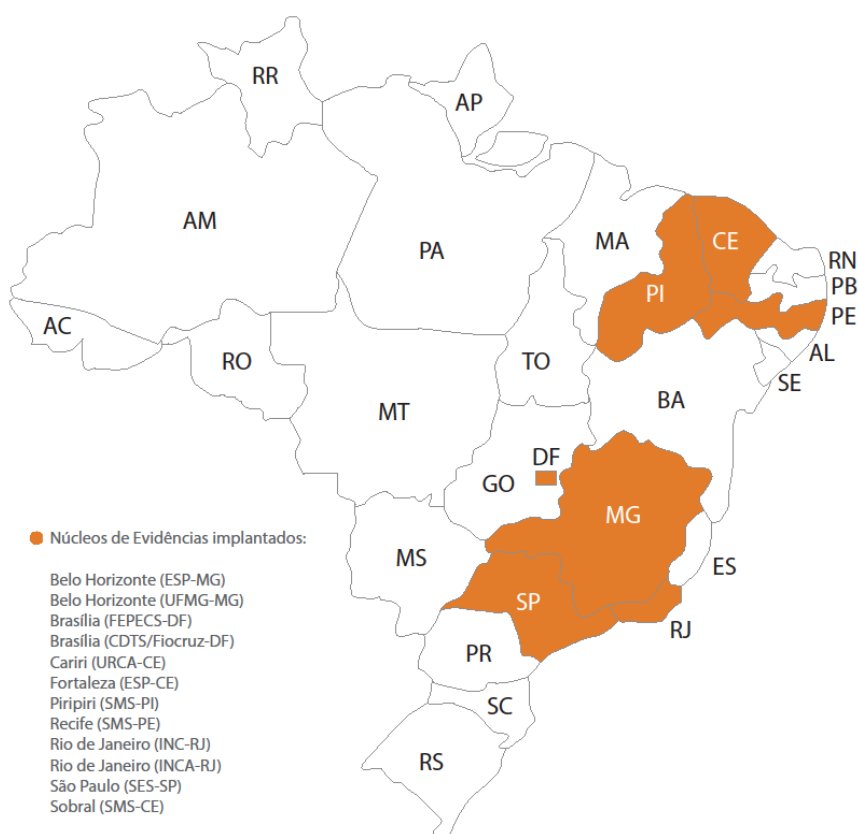 RR
AP
AM
PA
MA
CE
RN
PI
PB
PE
AC
AL
RO
TO
SE
MT
BA
DF
GO
MG
MS
ES
SP
RJ
PR
SC
RS
Núcleos de Evidências implantados:
Belo Horizonte (ESP-MG)
Belo Horizonte (UFMG-MG)
Brasília (FEPECS-DF)
Brasília (CDTS/Fiocruz-DF)
Cariri (URCA-CE)
Fortaleza (ESP-CE)
Piripiri (SMS-PI)
Recife (SMS-PE)
Rio de Janeiro (INC-RJ)
Rio de Janeiro (INCA-RJ)
São Paulo (SES-SP)
Sobral (SMS-CE)